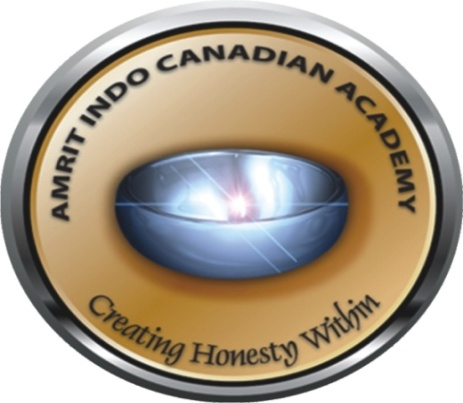 AMRIT INDO CANADIAN ACADEMY
Creating Honesty Within